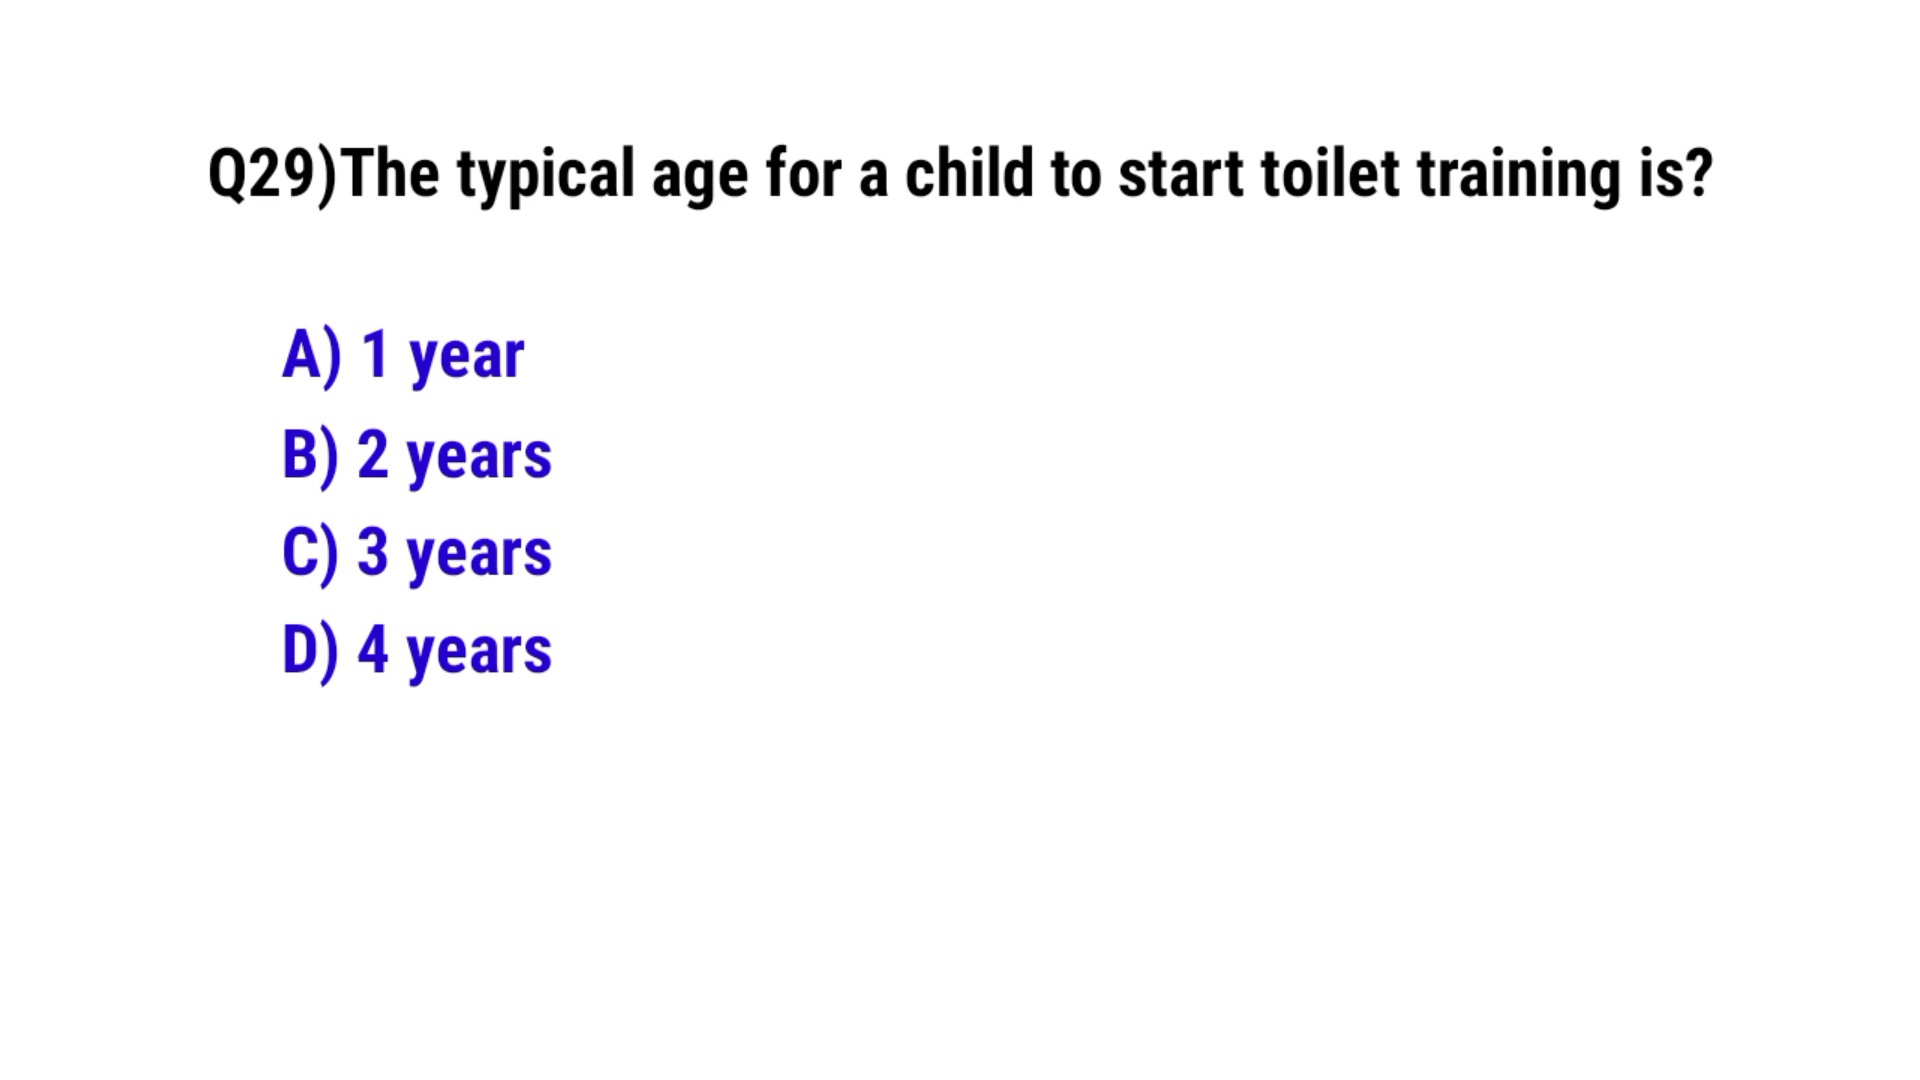 Q29)The typical age for a child to start toilet training is?
A) 1 year
B) 2 years
C) 3 years
D) 4 years